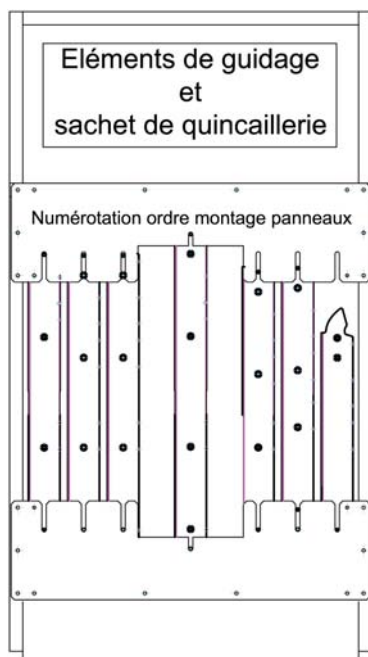 Eléments de guidage
et
sachet de quincaillerie
Numérotation ordre montage panneaux